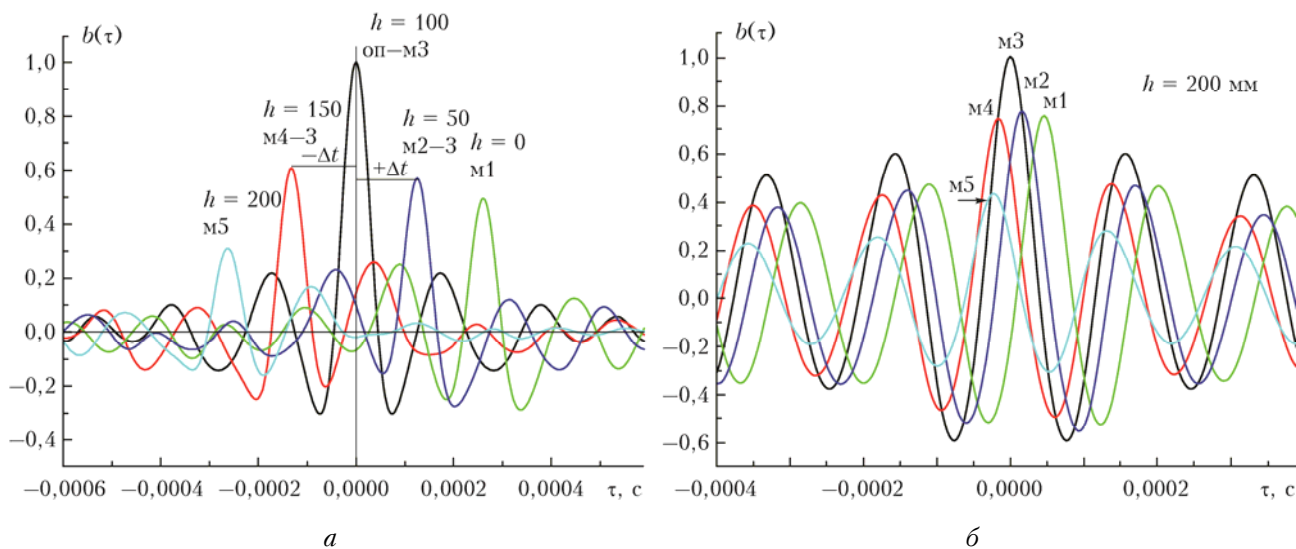 b(τ)
h = 100
оп–м3
1,0
0,8
0,6
0,4
0,2
0,0
−0,2
−0,4
h = 150
м4–3
−Δt
h = 50
м2–3
+Δt
h = 0
м1
h = 200
м5
−0,0006
−0,0004
−0,0002
0,0000
0,0002
0,0004
τ, с
а
b(τ)
1,0
0,8
0,6
0,4
0,2
0,0
−0,2
−0,4
−0,6
м3
м2
м4
м1
м5
h = 200 мм
−0,0004
−0,0002
0,0000
0,0002
τ, с
б